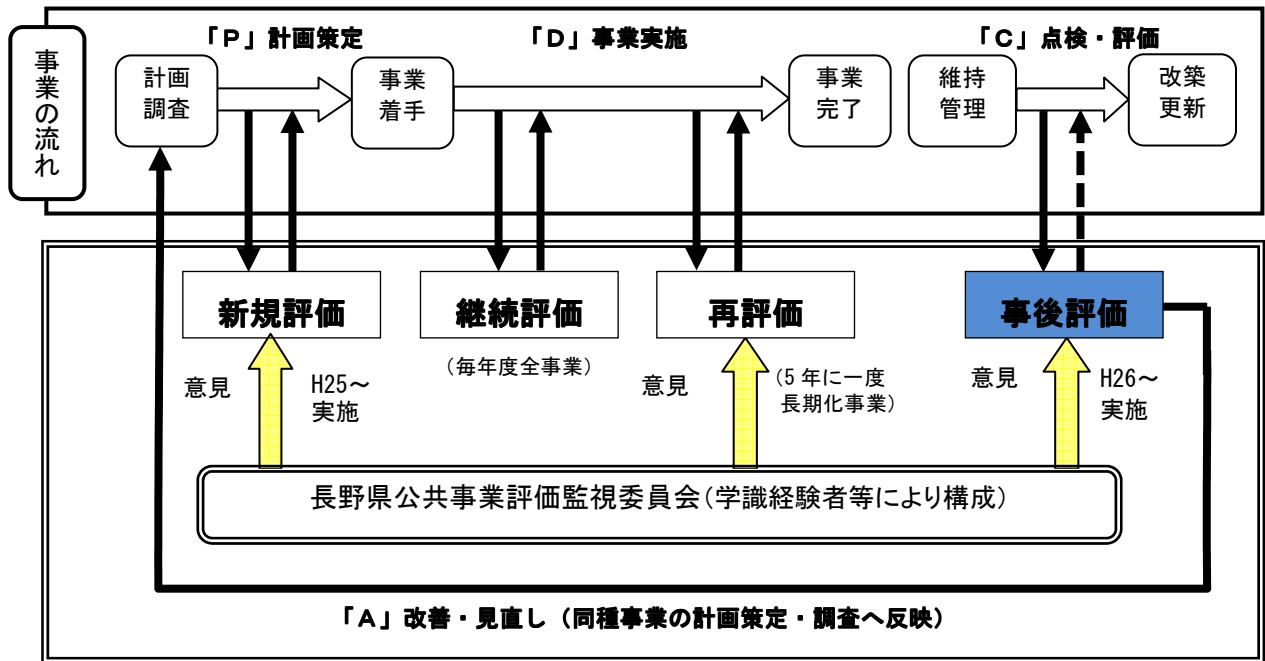 「P」計画策定
「D」事業実施
「C」点検・評価
事業の流れ
計画
調査
事業
着手
事業
完了
維持
管理
改築
更新
新規評価
継続評価
再評価
事後評価
(毎年度全事業)
意見
H25～
実施
意見
(5年に一度
長期化事業)
意見
H26～
実施
長野県公共事業評価監視委員会(学識経験者等により構成)
「A」改善・見直し（同種事業の計画策定・調査へ反映）